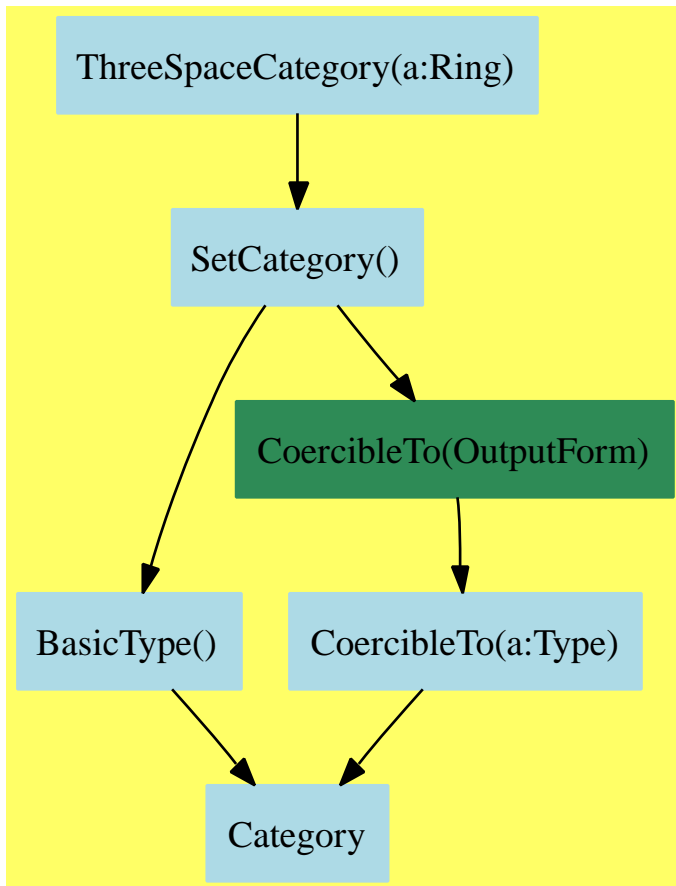 ThreeSpaceCategory(a:Ring)
SetCategory()
CoercibleTo(OutputForm)
BasicType()
CoercibleTo(a:Type)
Category